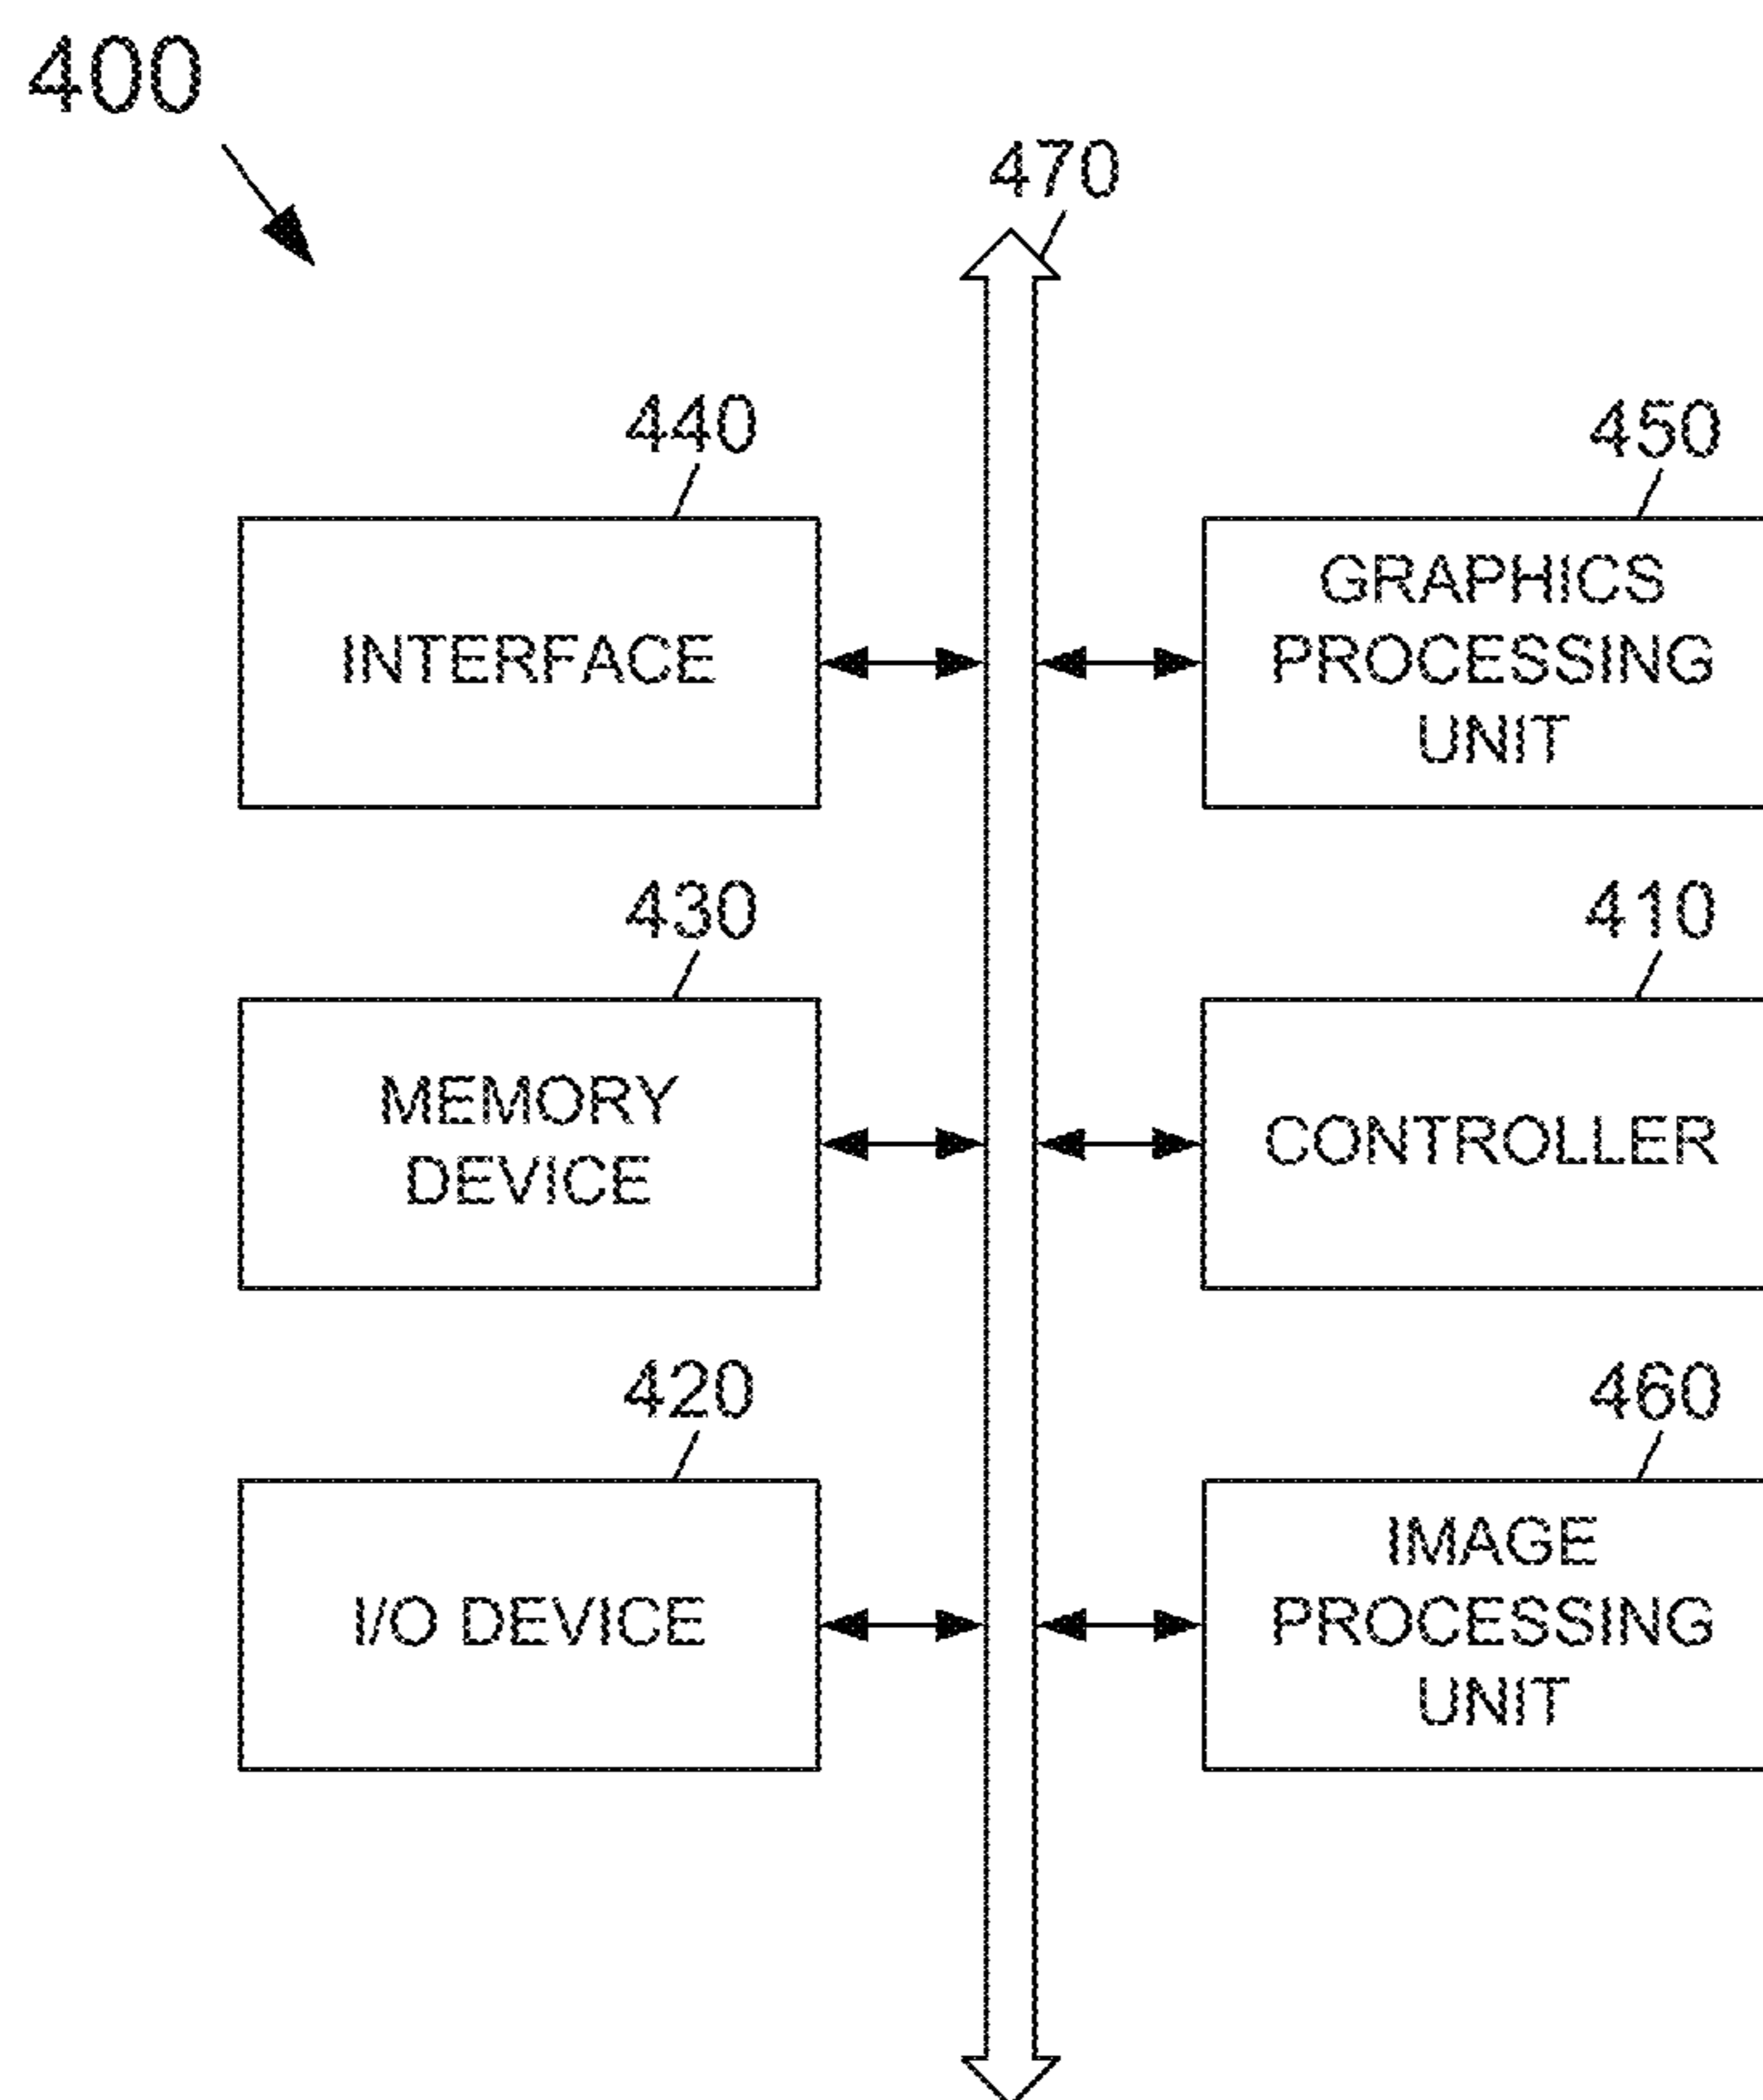 400
470
440
450
INTERFACE
GRAPHICS
PROCESSING
UNIT
430
410
MEMORY
DEVICE
CONTROLLER
420
460
I/O DEVICE
IMAGE
PROCESSING
UNIT